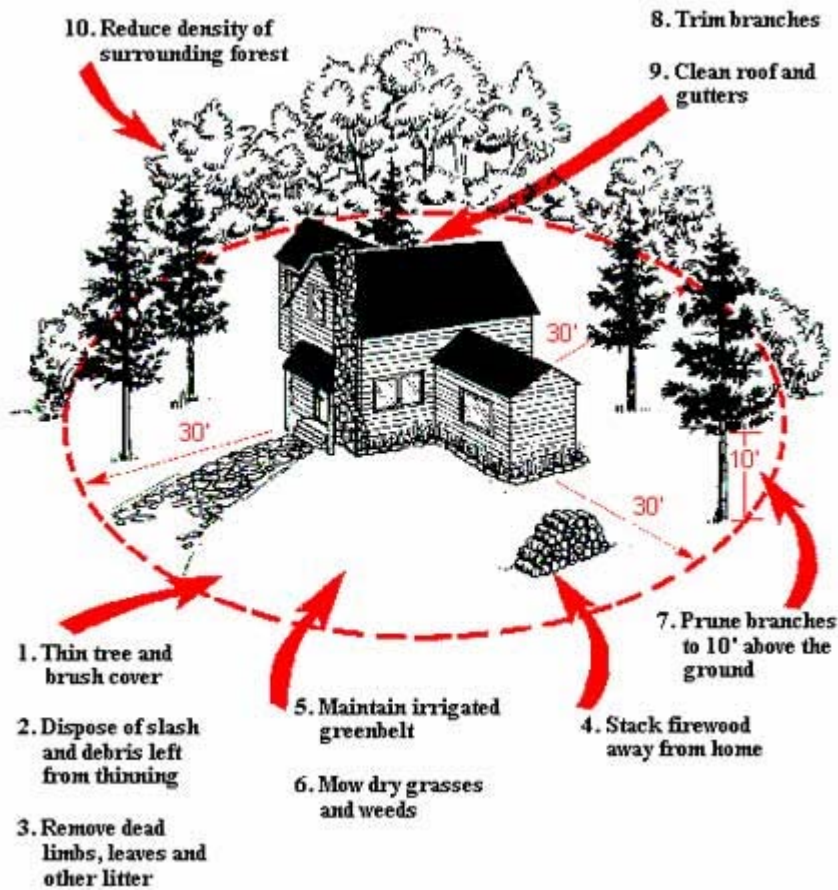 10. Reduce density of
surrounding forest
8. Trim branches
9. Clean roof and
gutters
30'
30'
30'
10'
1. Thin tree and
brush cover
2. Dispose of slash
and debris left
from thinning
3. Remove dead
limbs, leaves and
other litter
5. Maintain irrigated
greenbelt
6. Mow dry grasses
and weeds
4. Stack firewood
away from home
7. Prune branches
to 10' above the
ground